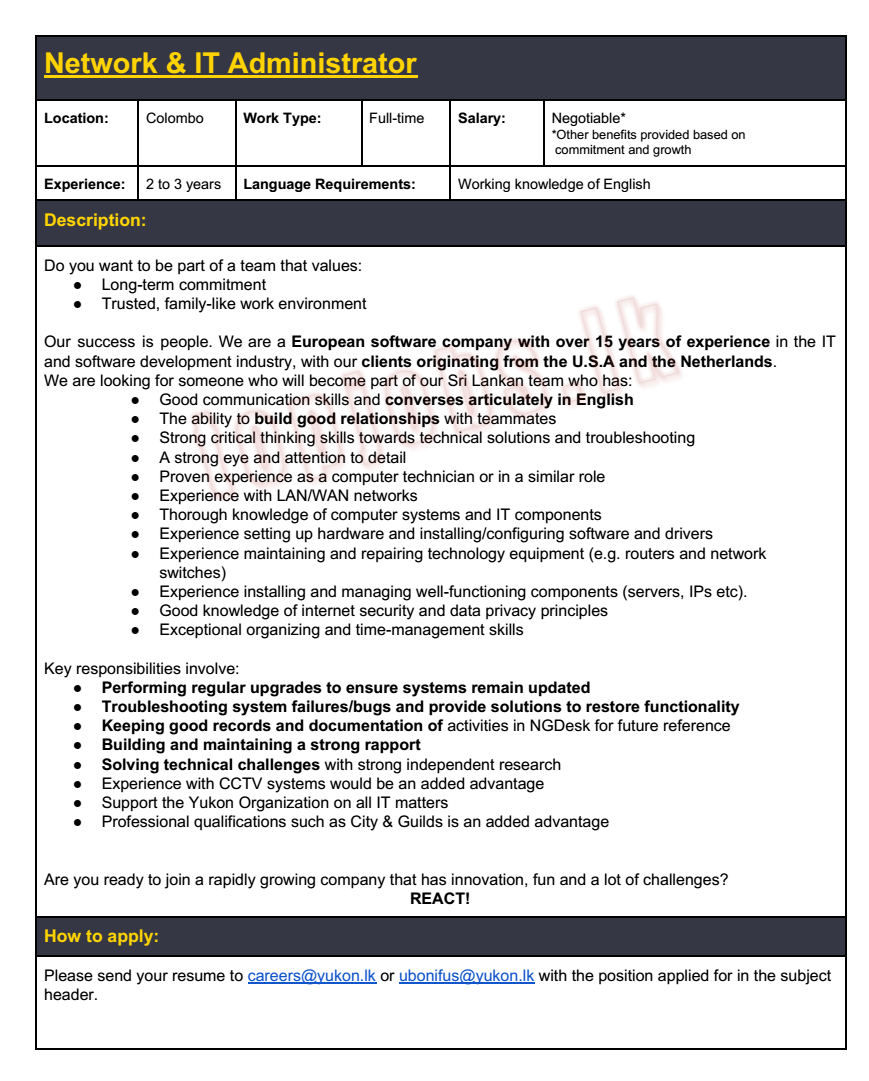 Network & IT Administrator
Location: Colombo Work Type: Full-time Salary: Negotiable*
*Other benefits provided based on
commitment and growth
Experience: 2 to 3 years Language Requirements: Working knowledge of English
Description:
Do you want to be part of a team that values:
● Long-term commitment
● Trusted, family-like work environment
Our success is people. We are a European software company with over 15 years of experience in the IT
and software development industry, with our clients originating from the U.S.A and the Netherlands.
We are looking for someone who will become part of our Sri Lankan team who has:
● Good communication skills and converses articulately in English
● The ability to build good relationships with teammates
● Strong critical thinking skills towards technical solutions and troubleshooting
● A strong eye and attention to detail
● Proven experience as a computer technician or in a similar role
● Experience with LAN/WAN networks
● Thorough knowledge of computer systems and IT components
● Experience setting up hardware and installing/configuring software and drivers
● Experience maintaining and repairing technology equipment (e.g. routers and network
switches)
● Experience installing and managing well-functioning components (servers, IPs etc).
● Good knowledge of internet security and data privacy principles
● Exceptional organizing and time-management skills
Key responsibilities involve:
● Performing regular upgrades to ensure systems remain updated
● Troubleshooting system failures/bugs and provide solutions to restore functionality
● Keeping good records and documentation of activities in NGDesk for future reference
● Building and maintaining a strong rapport
● Solving technical challenges with strong independent research
● Experience with CCTV systems would be an added advantage
● Support the Yukon Organization on all IT matters
● Professional qualifications such as City & Guilds is an added advantage
Are you ready to join a rapidly growing company that has innovation, fun and a lot of challenges?
REACT!
How to apply:
Please send your resume to careers@yukon.lk or ubonifus@yukon.lk with the position applied for in the subject
header.